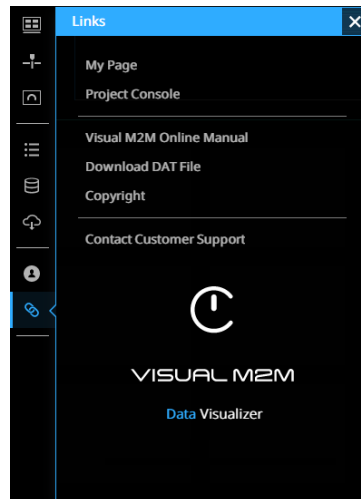 Links
My Page
Project Console
Visual M2M Online Manual
Download DAT File
Copyright
Contact Customer Support
VISUAL M2M
Data Visualizer